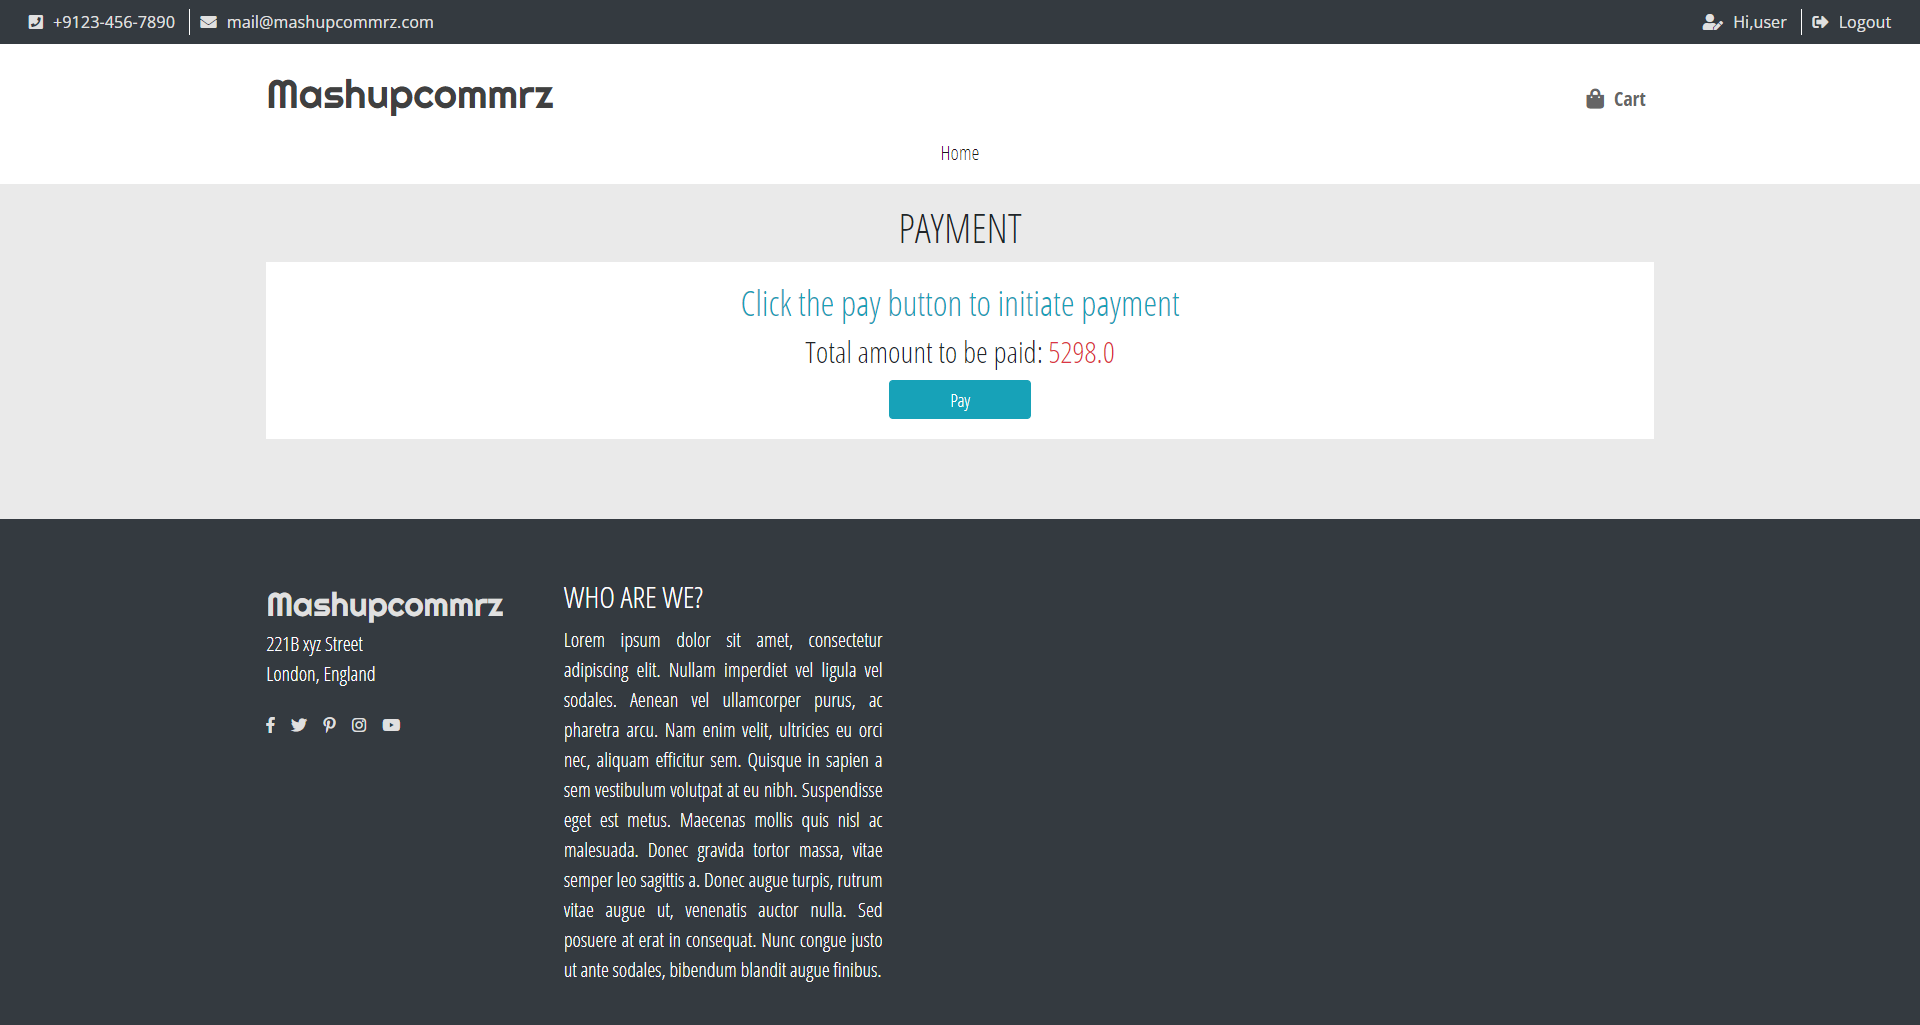 +9123-456-7890
mail@mashupcommrz.com
Hi,user
Logout
Mashupcommrz
Cart
Home
PAYMENT
Click the pay button to initiate payment
Total amount to be paid: 5298.0
Pay
Mashupcommrz
221B xyz Street
London, England
WHO ARE WE?
Lorem ipsum dolor sit amet, consectetur
adipiscing elit. Nullam imperdiet vel ligula vel
sodales. Aenean vel ullamcorper purus, ac
pharetra arcu. Nam enim velit, ultricies eu orci
nec, aliquam efficitur sem. Quisque in sapien a
sem vestibulum volutpat at eu nibh. Suspendisse
eget est metus. Maecenas mollis quis nisl ac
malesuada. Donec gravida tortor massa, vitae
semper leo sagittis a. Donec augue turpis, rutrum
vitae augue ut, venenatis auctor nulla. Sed
posuere at erat in consequat. Nunc congue justo
ut ante sodales, bibendum blandit augue finibus.